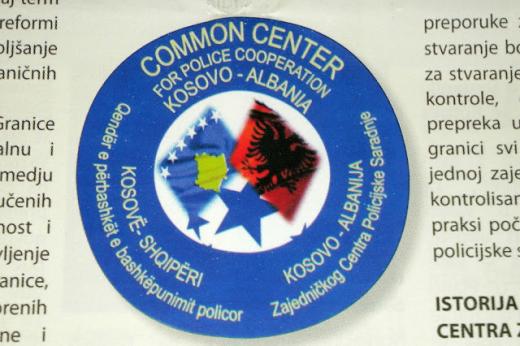 aj term
reformi
oljšanje
aničnih
Granice
alnu i
medju
učenih
nost i
vljenje
anice,
orenih
ne i
COMMON CENTER
FOR POLICE COOPERATION
KOSOVO - ALBANIA
Qendër e përbashkët e bashkëpunimit policor
KOSOVË- SHQIPËRI
KOSOVO - ALBANIJA
Zajedničkog Centra Policijske Saradnje
preporuke z
stvaranje bo
za stvaranje
kontrole,
prepreka u
granici svi
jednoj zaje
kontrolisan
praksi poč
policijske s
ISTORIJA
CENTRA Z